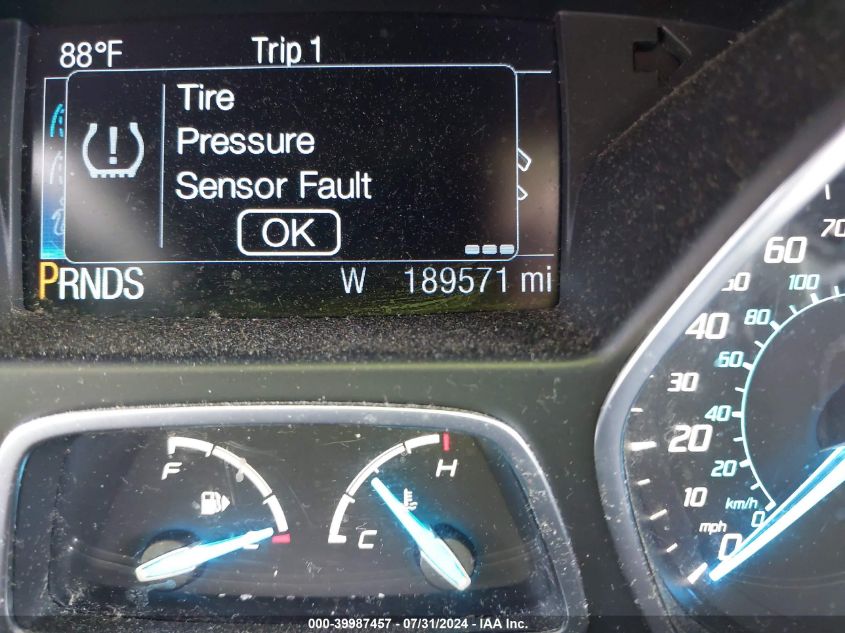 88°F Trip 1
Tire
Pressure
Sensor Fault
OK
PRNDS W 189571 mi
F
H
C
70
60
50
40
30
20
10
0
mph
100
80
60
40
20
0
km/h
000-39987457 - 07/31/2024 - IAA Inc.